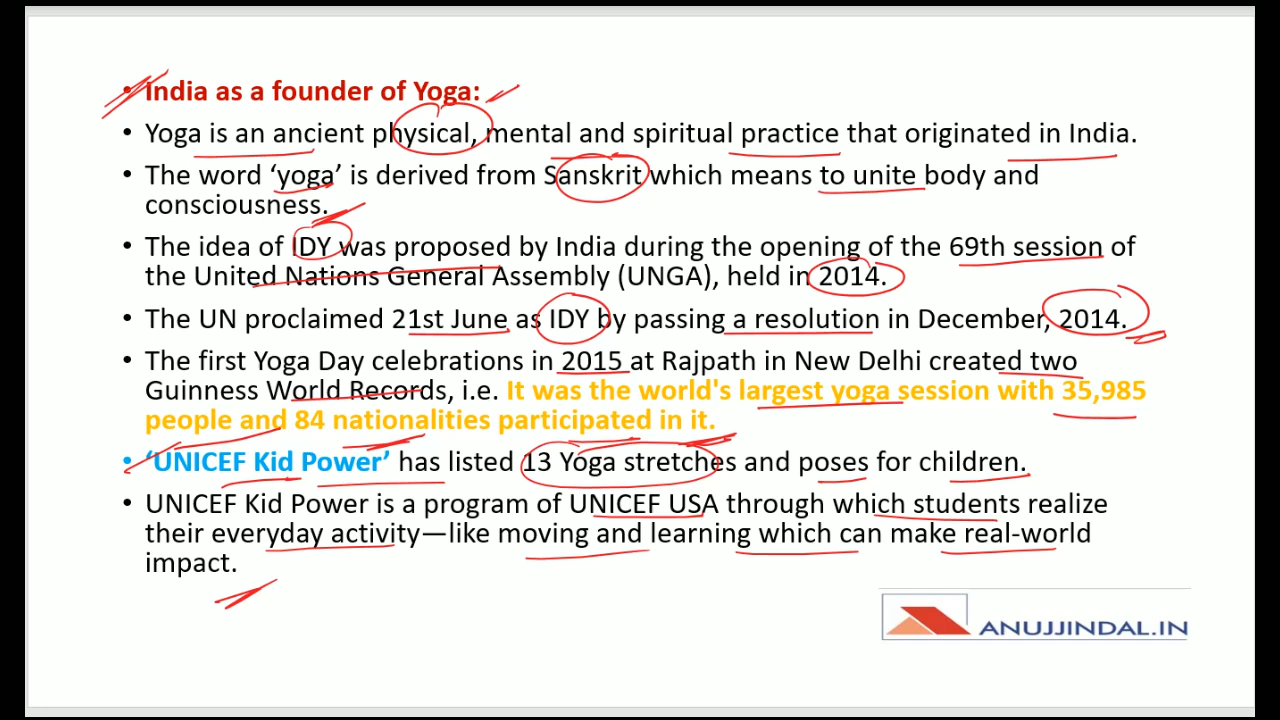 • India as a founder of Yoga:
• Yoga is an ancient physical, mental and spiritual practice that originated in India.
• The word ‘yoga’ is derived from Sanskrit which means to unite body and
consciousness.
• The idea of IDY was proposed by India during the opening of the 69th session of
the United Nations General Assembly (UNGA), held in 2014.
• The UN proclaimed 21st June as IDY by passing a resolution in December, 2014.
• The first Yoga Day celebrations in 2015 at Rajpath in New Delhi created two
Guinness World Records, i.e. It was the world's largest yoga session with 35,985
people and 84 nationalities participated in it.
• ‘UNICEF Kid Power’ has listed 13 Yoga stretches and poses for children.
• UNICEF Kid Power is a program of UNICEF USA through which students realize
their everyday activity—like moving and learning which can make real-world
impact.
ANUJJINDAL.IN